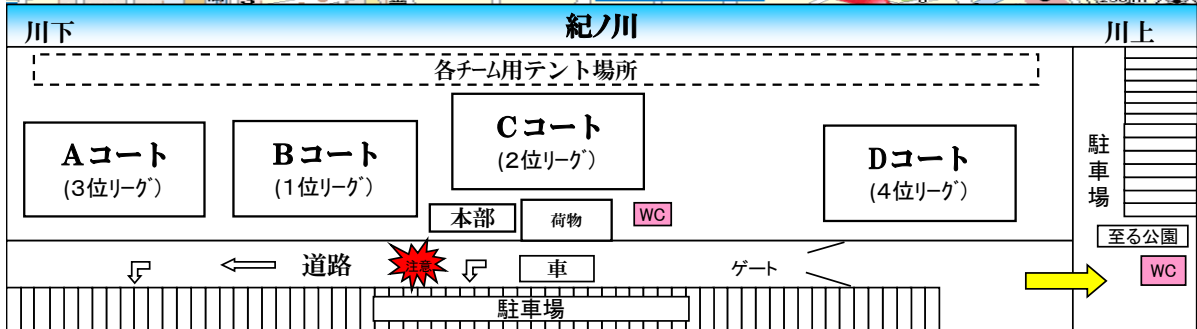 川下
紀ノ川
川上
各チーム用テント場所
Aコート
(3位リーグ)
Bコート
(1位リーグ)
Cコート
(2位リーグ)
Dコート
(4位リーグ)
駐車場
本部
荷物
WC
至る公園
道路
注意
車
ゲート
WC
駐車場